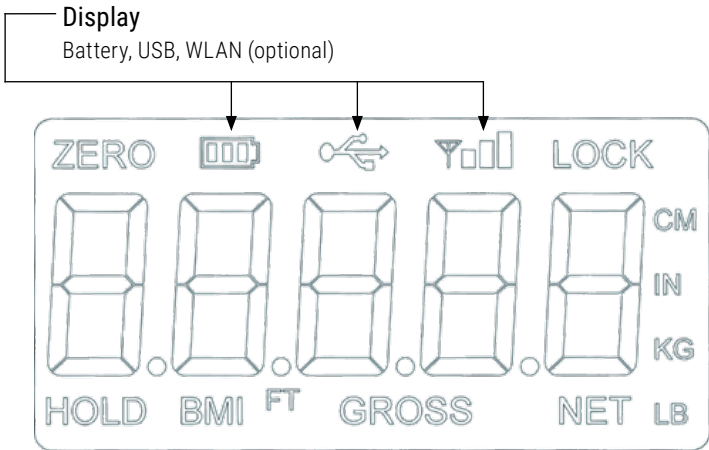 Display
Battery, USB, WLAN (optional)
ZERO LOCK
CM
IN
KG
HOLD BMI FT GROSS NET LB